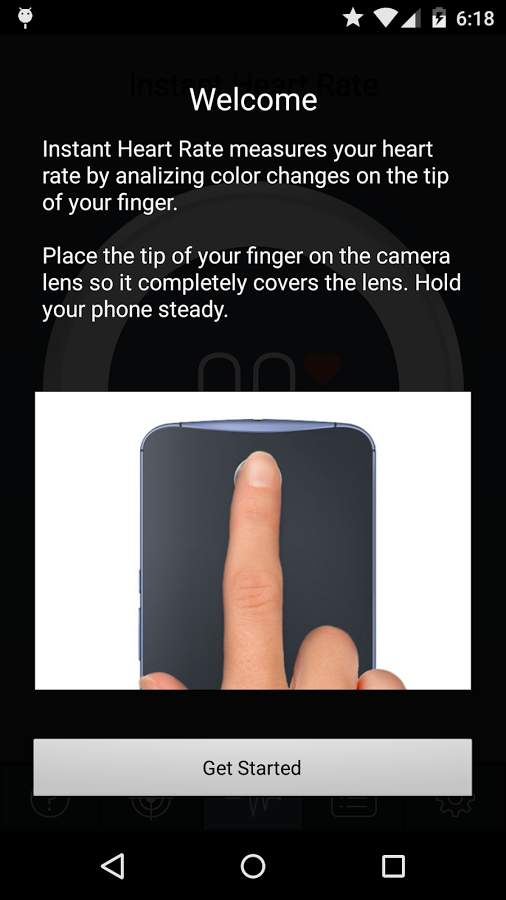 6:18
Instant Heart Rate
Welcome
Instant Heart Rate measures your heart
rate by analizing color changes on the tip
of your finger.
Place the tip of your finger on the camera
lens so it completely covers the lens. Hold
your phone steady.
Get Started